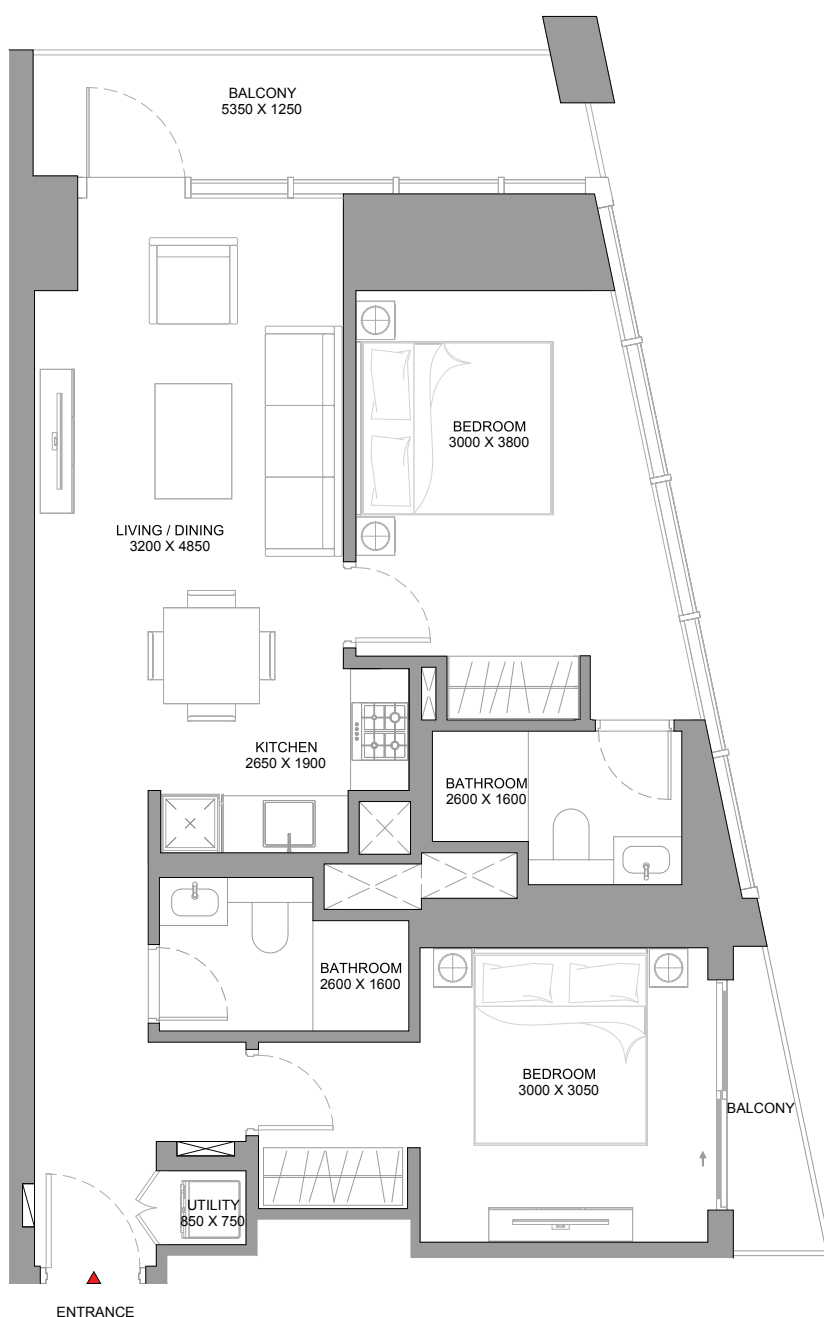 BALCONY
5350 X 1250
BEDROOM
3000 X 3800
LIVING / DINING
3200 X 4850
KITCHEN
2650 X 1900
BATHROOM
2600 X 1600
BATHROOM
2600 X 1600
BEDROOM
3000 X 3050
BALCONY
UTILITY
850 X 750
ENTRANCE